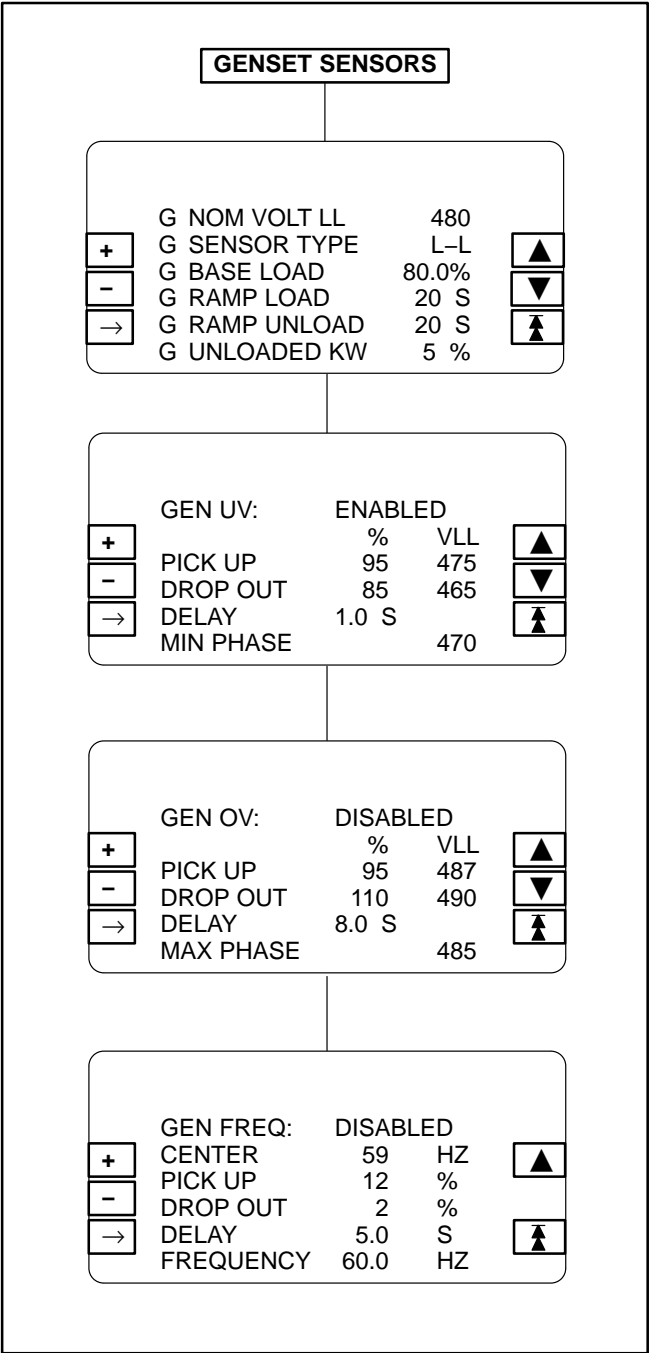 GENSET SENSORS
G NOM VOLT LL 480
+ G SENSOR TYPE L–L ▲
– G BASE LOAD 80.0% ▼
G RAMP LOAD 20 S
→ G RAMP UNLOAD 20 S
G UNLOADED KW 5 %
GEN UV: ENABLED
+ % VLL ▲
PICK UP 95 475
– DROP OUT 85 465 ▼
→ DELAY 1.0 S
MIN PHASE 470
GEN OV: DISABLED
+ % VLL ▲
PICK UP 95 487
– DROP OUT 110 490 ▼
→ DELAY 8.0 S
MAX PHASE 485
GEN FREQ: DISABLED
+ CENTER 59 HZ ▲
PICK UP 12 %
– DROP OUT 2 %
→ DELAY 5.0 S
FREQUENCY 60.0 HZ